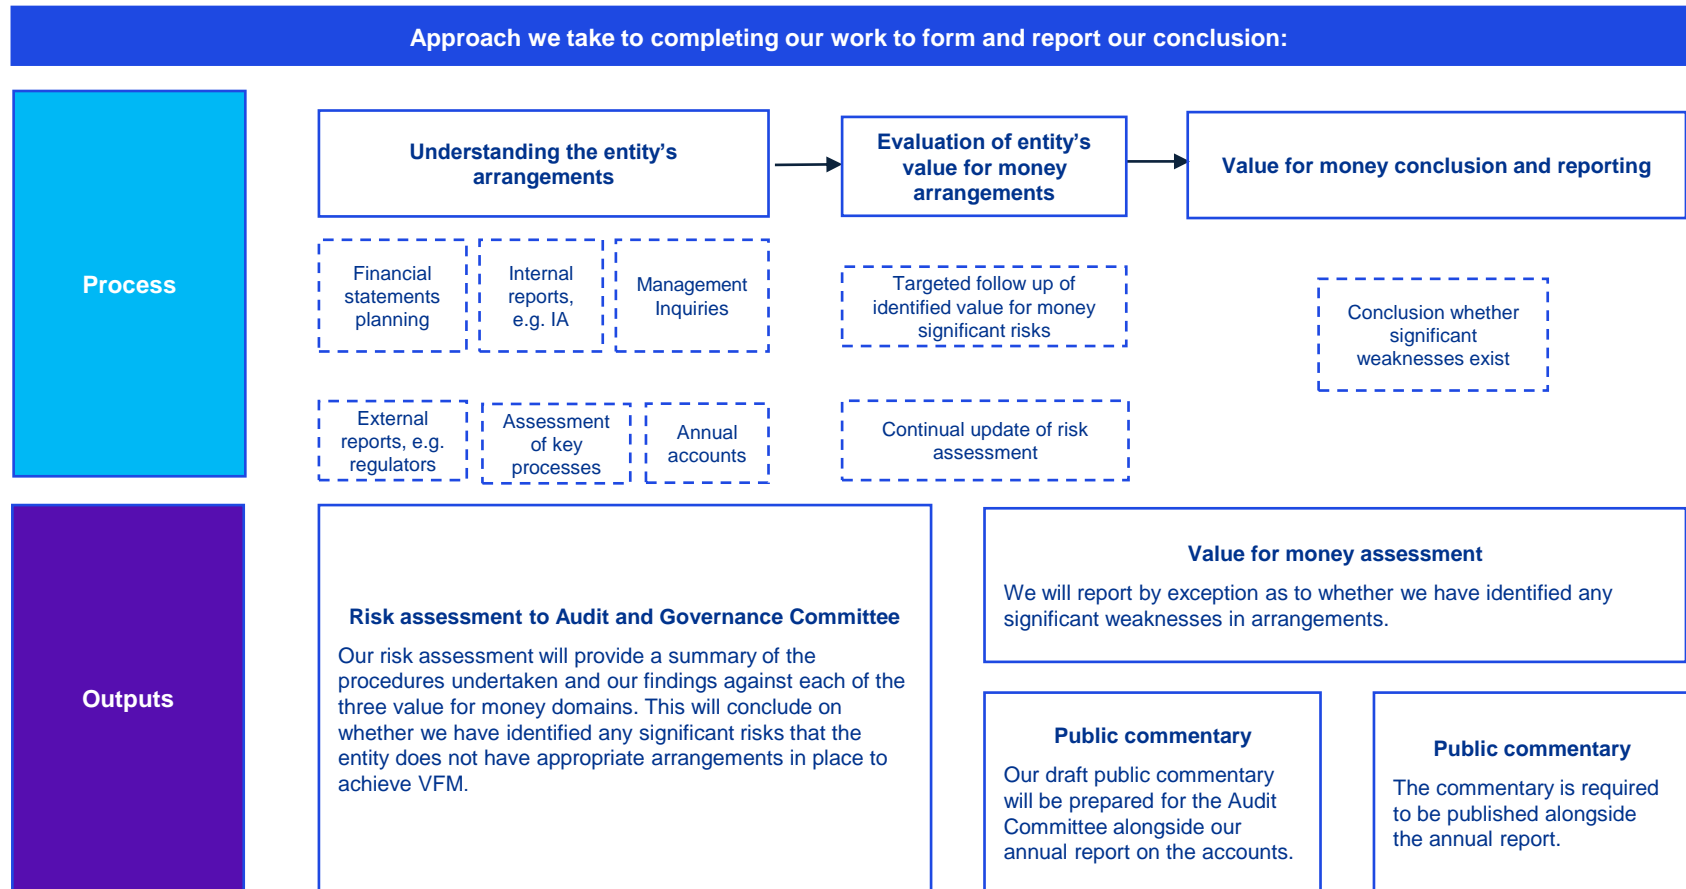 Approach we take to completing our work to form and report our conclusion:
Process
Understanding the entity’s
arrangements
Evaluation of entity’s
value for money
arrangements
Value for money conclusion and reporting
Financial
statements
planning
Internal
reports,
e.g. IA
Management
Inquiries
Targeted follow up of
identified value for money
significant risks
Conclusion whether
significant
weaknesses exist
External
reports, e.g.
regulators
Assessment
of key
processes
Annual
accounts
Continual update of risk
assessment
Outputs
Risk assessment to Audit and Governance Committee
Our risk assessment will provide a summary of the
procedures undertaken and our findings against each of the
three value for money domains. This will conclude on
whether we have identified any significant risks that the
entity does not have appropriate arrangements in place to
achieve VFM.
Value for money assessment
We will report by exception as to whether we have identified any
significant weaknesses in arrangements.
Public commentary
Our draft public commentary
will be prepared for the Audit
Committee alongside our
annual report on the accounts.
Public commentary
The commentary is required
to be published alongside
the annual report.